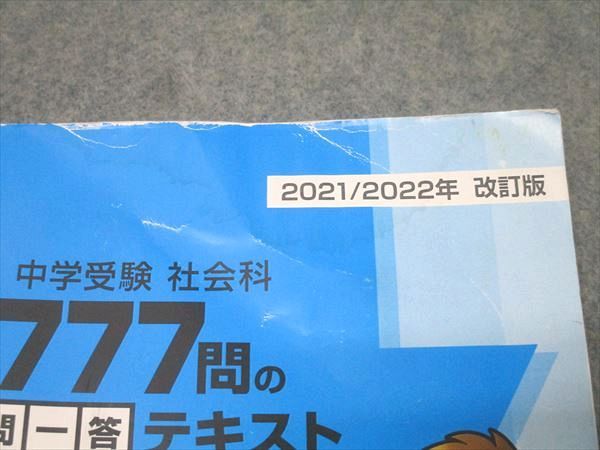 2021/2022年 改訂版
中学受験 社会科
777問の
問一答テキスト